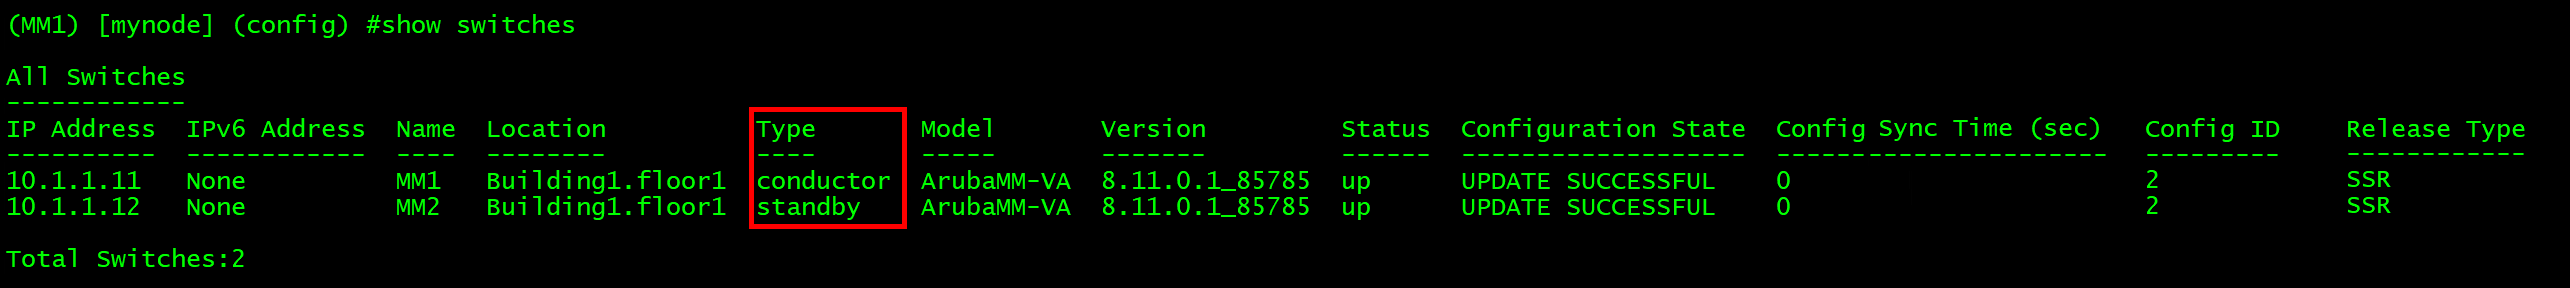 (MM1) [mynode] (config) #show switches
All Switches
------------
IP Address  IPv6 Address  Name  Location         Type       Model       Version        Status  Configuration State  Config Sync Time (sec)  Config ID  Release Type
----------  ------------  ----  --------         ----       -----       -------        ------  -------------------  ----------------------  ---------  ------------
10.1.1.11   None          MM1   Building1.floor1  conductor  ArubaMM-VA  8.11.0.1_85785  up      UPDATE SUCCESSFUL    0                       2          SSR
10.1.1.12   None          MM2   Building1.floor1  standby    ArubaMM-VA  8.11.0.1_85785  up      UPDATE SUCCESSFUL    0                       2          SSR
Total Switches:2